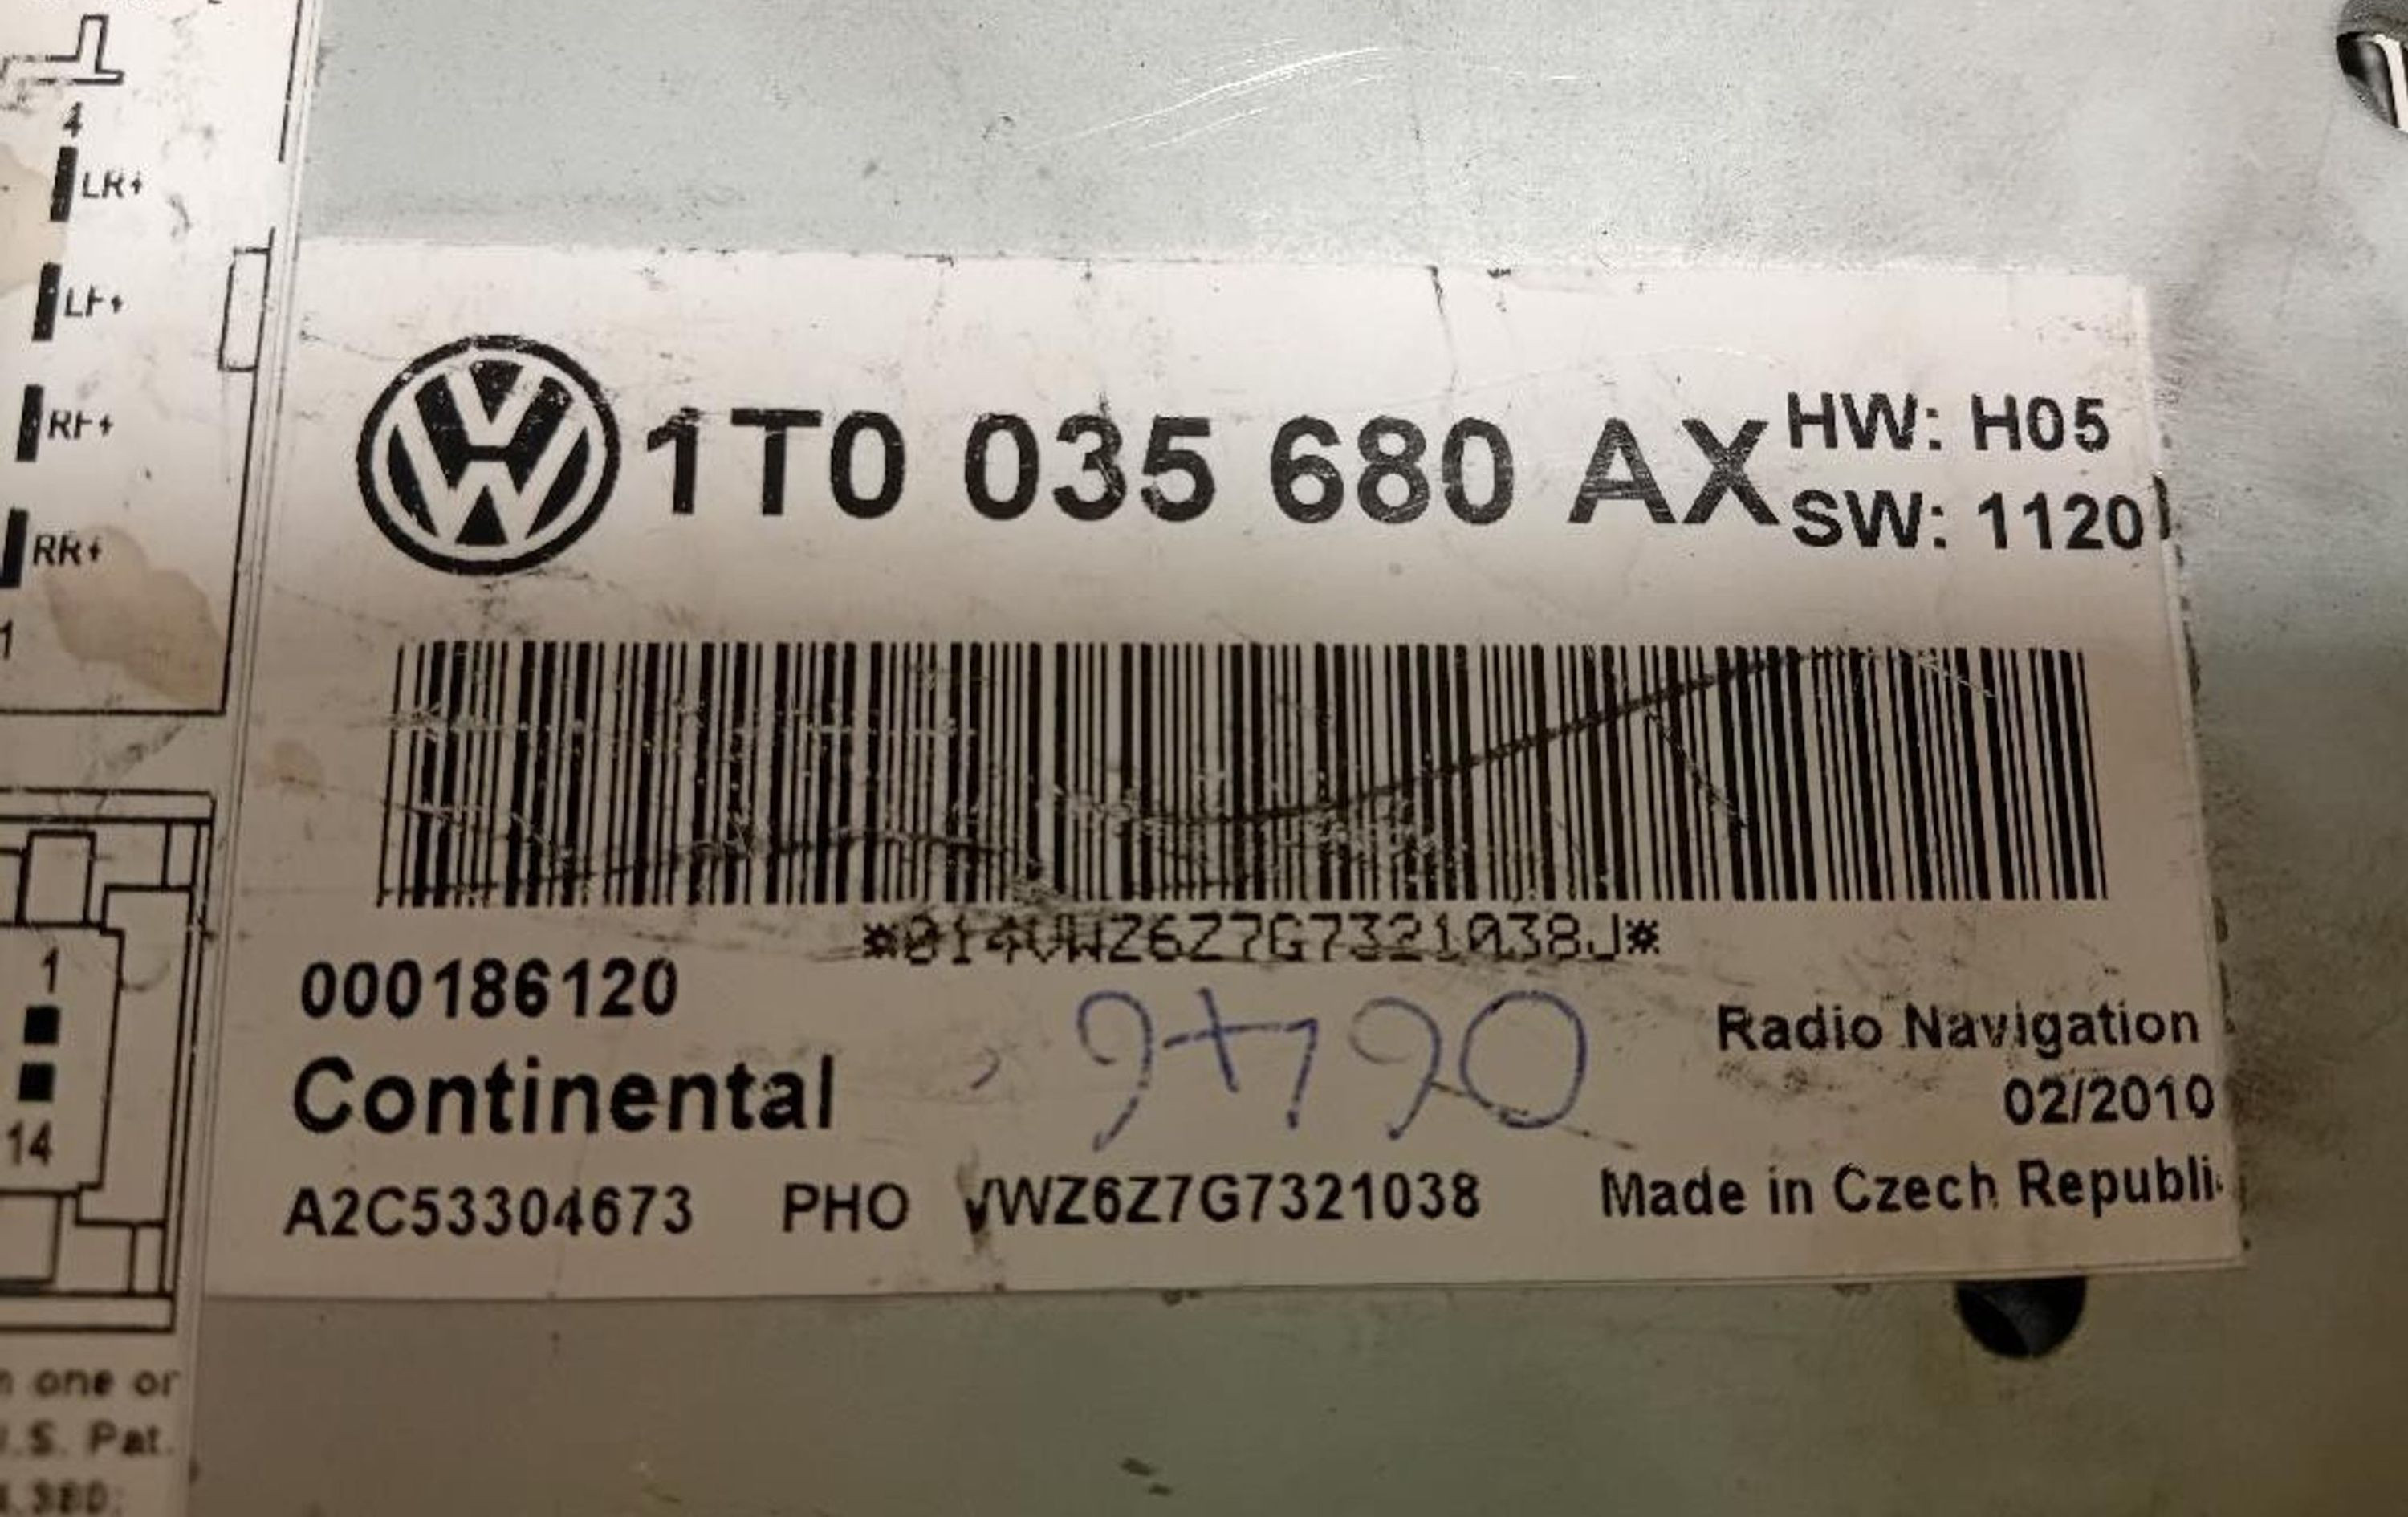 4
LR+
LF+
RF+
RR+
1
1T0 035 680 AX
HW: H05
SW: 1120
*014VWZ6Z7G7321038J*
000186120
Continental
Radio Navigation
02/2010
A2C53304673 PHO VWZ6Z7G7321038 Made in Czech Republi
1
14
one or
.S. Pat.